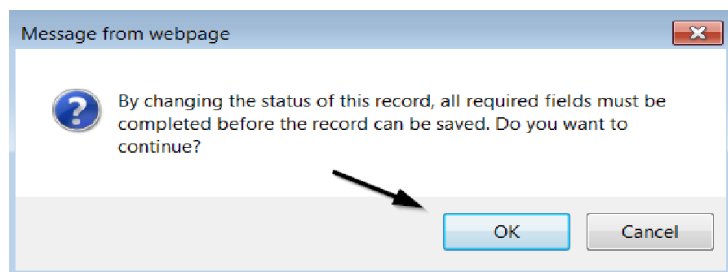 Message from webpage
By changing the status of this record, all required fields must be
completed before the record can be saved. Do you want to
continue?
OK
Cancel